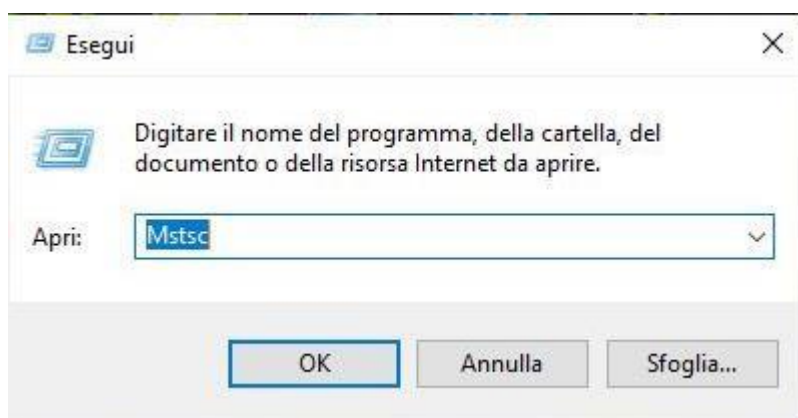 Esegui
Digitare il nome del programma, della cartella, del
documento o della risorsa Internet da aprire.
Apri: Mstsc
OK Annulla Sfoglia...